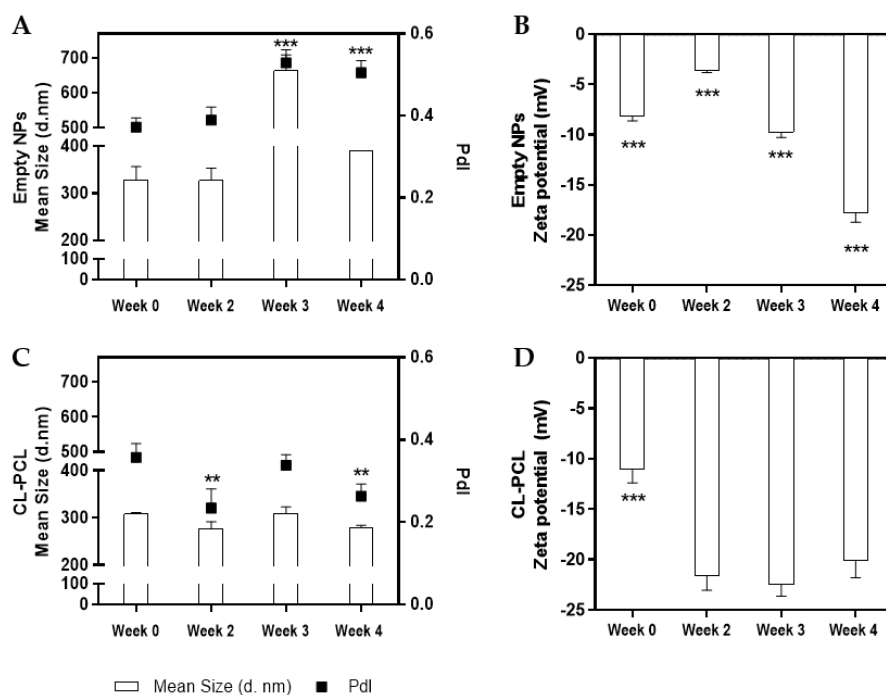 A
Empty NPs
Mean Size (d.nm)
700
600
500
400
300
200
100
0
0.6
0.4
0.2
0.0
PdI
***
***
Week 0 Week 2 Week 3 Week 4
B
Empty NPs
Zeta potential (mV)
0
-5
-10
-15
-20
-25
***
***
***
***
Week 0 Week 2 Week 3 Week 4
C
CL-PCL
Mean Size (d.nm)
700
600
500
400
300
200
100
0
0.6
0.4
0.2
0.0
PdI
**
**
Week 0 Week 2 Week 3 Week 4
D
CL-PCL
Zeta potential (mV)
0
-5
-10
-15
-20
-25
***
Week 0 Week 2 Week 3 Week 4
Mean Size (d. nm) PdI